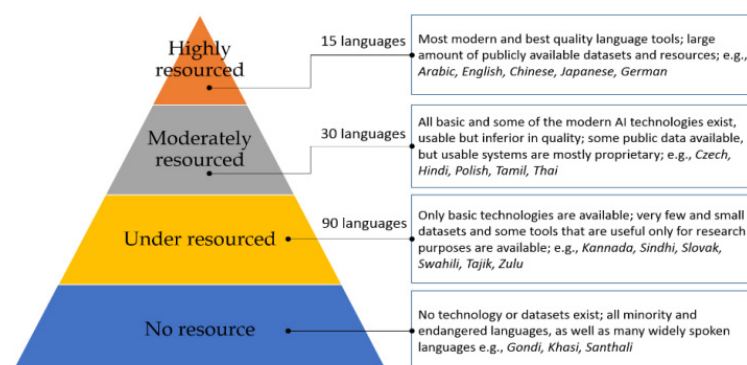 Highly
resourced
15 languages
Most modern and best quality language tools; large
amount of publicly available datasets and resources; e.g.,
Arabic, English, Chinese, Japanese, German
Moderately
resourced
30 languages
All basic and some of the modern AI technologies exist,
usable but inferior in quality; some public data available,
but usable systems are mostly proprietary; e.g., Czech,
Hindi, Polish, Tamil, Thai
Under resourced
90 languages
Only basic technologies are available; very few and small
datasets and some tools that are useful only for research
purposes are available; e.g., Kannada, Sindhi, Slovak,
Swahili, Tajik, Zulu
No resource
No technology or datasets exist; all minority and
endangered languages, as well as many widely spoken
languages e.g., Gondi, Khasi, Santhali